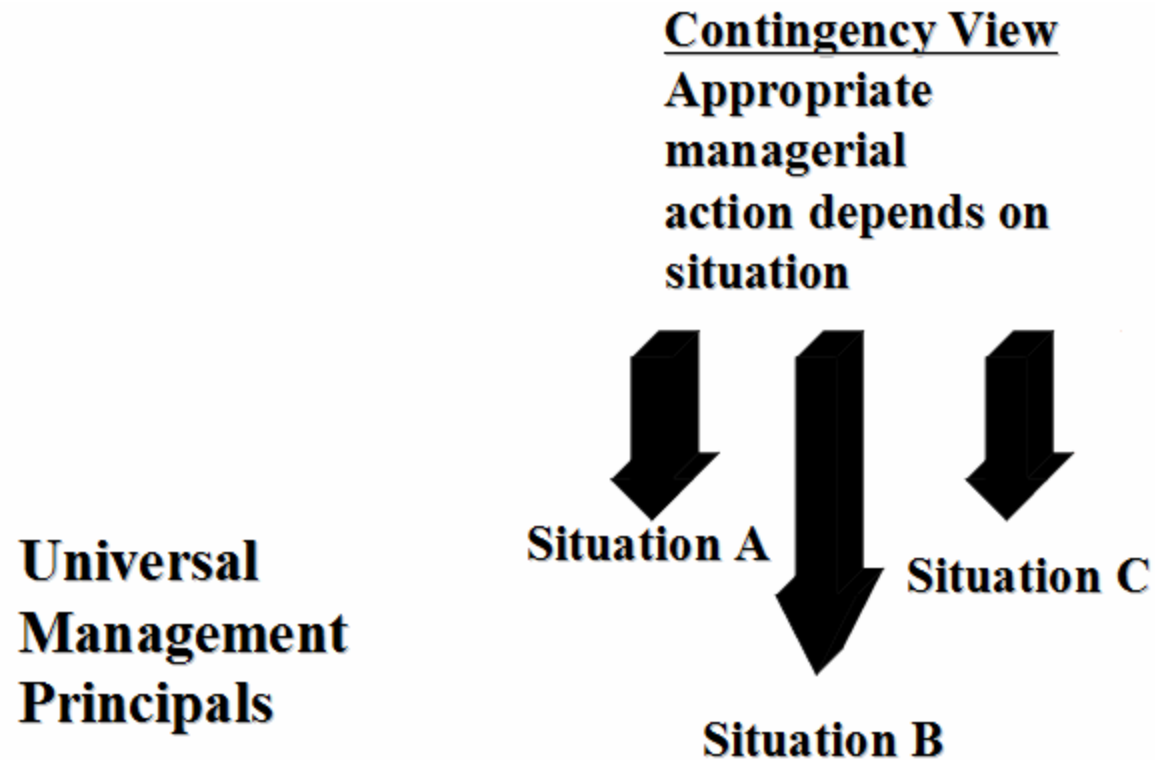 Contingency View
Appropriate
managerial
action depends on
situation
Situation A
Situation C
Universal
Management
Principals
Situation B